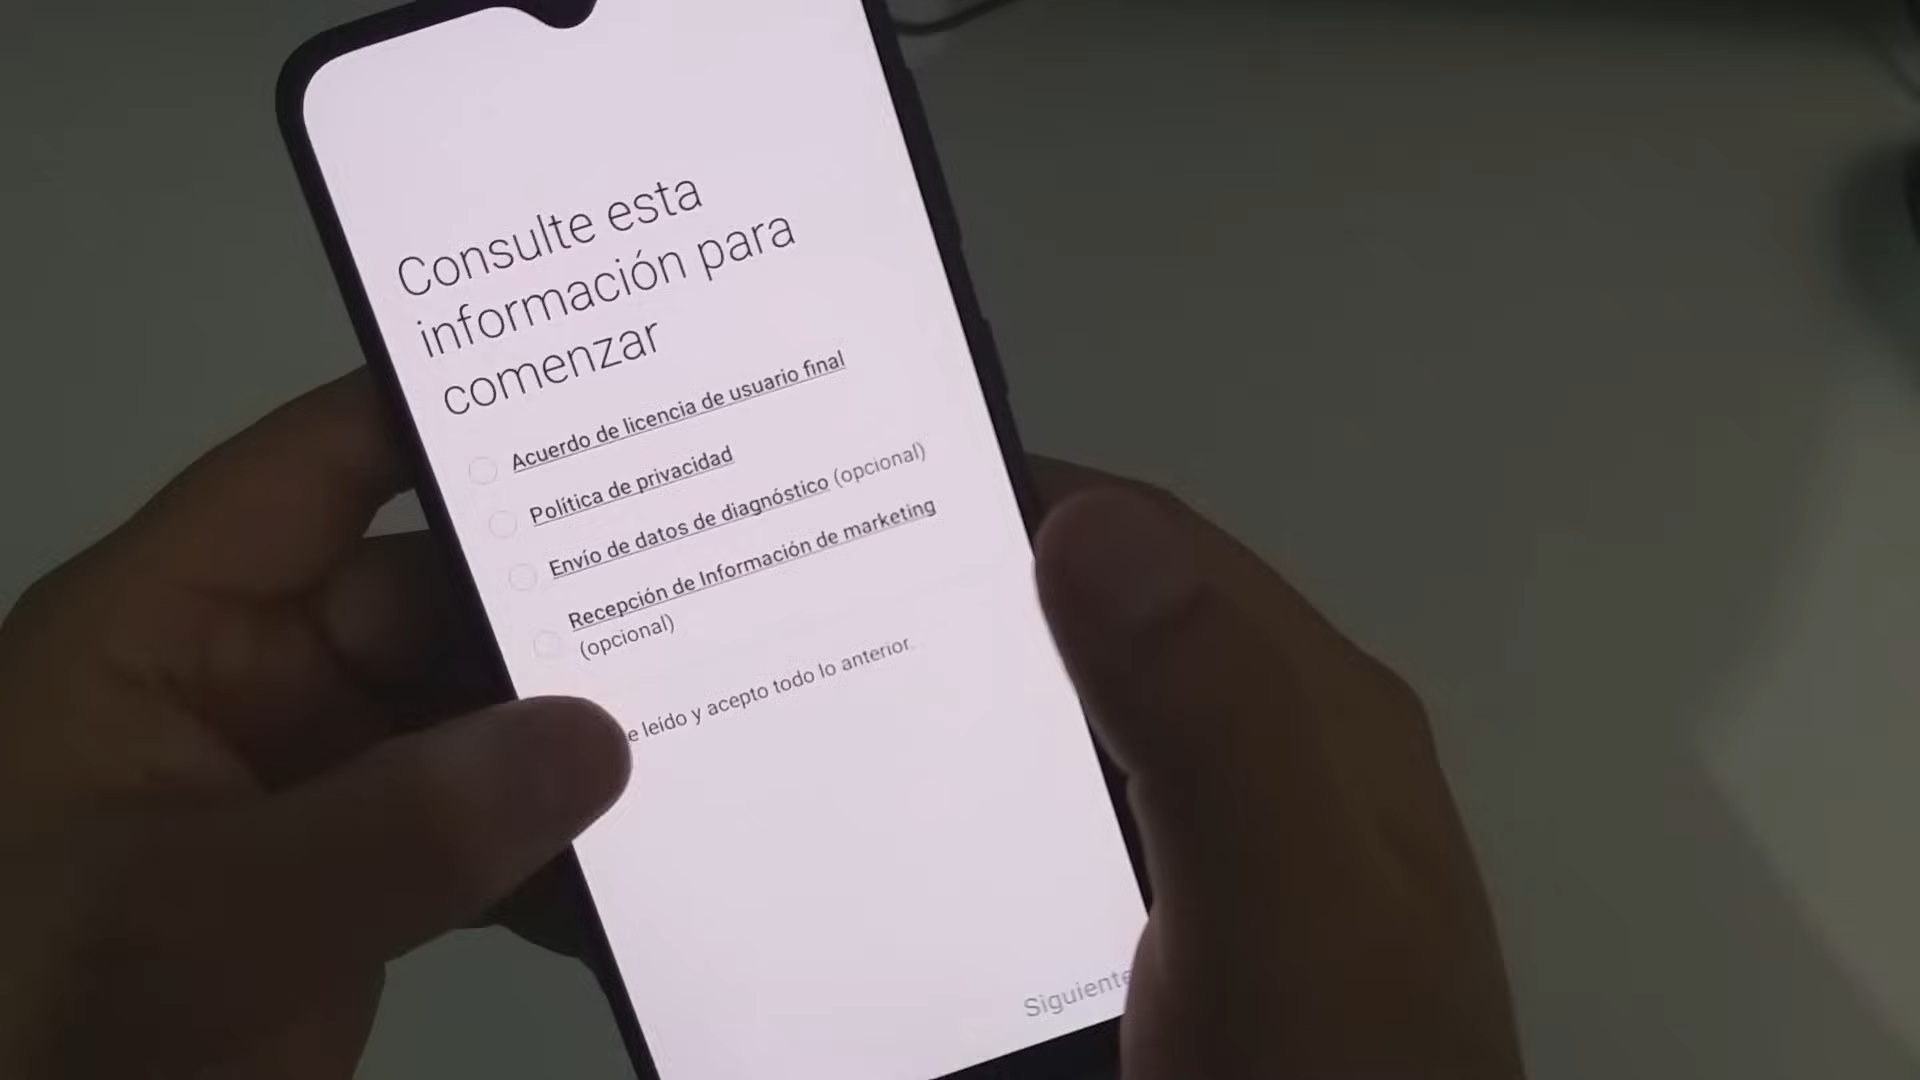 Consulte esta
información para
comenzar
Acuerdo de licencia de usuario final
Política de privacidad
Envío de datos de diagnóstico (opcional)
Recepción de Información de marketing
(opcional)
leído y acepto todo lo anterior.
Siguiente